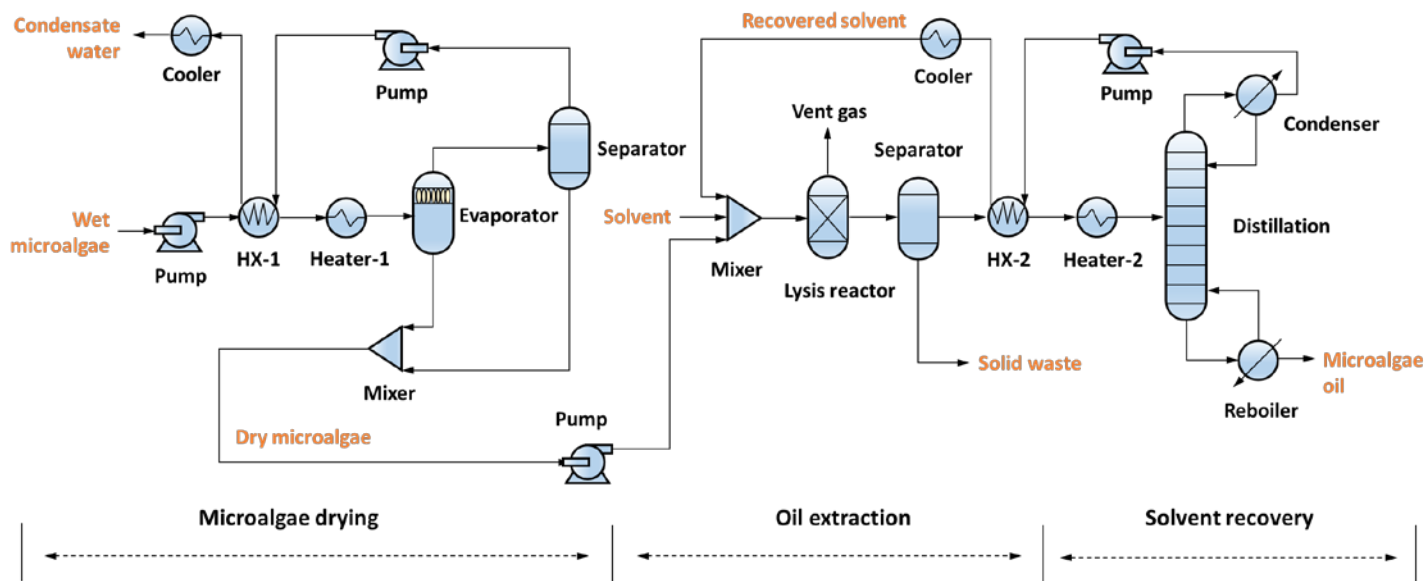 Condensate
water
Cooler
Pump
Separator
Wet
microalgae
Pump
HX-1
Heater-1
Evaporator
Mixer
Dry microalgae
Pump
Recovered solvent
Cooler
Vent gas
Separator
Solvent
Mixer
Lysis reactor
Solid waste
HX-2
Heater-2
Pump
Condenser
Distillation
Microalgae
oil
Reboiler
Microalgae drying
Oil extraction
Solvent recovery